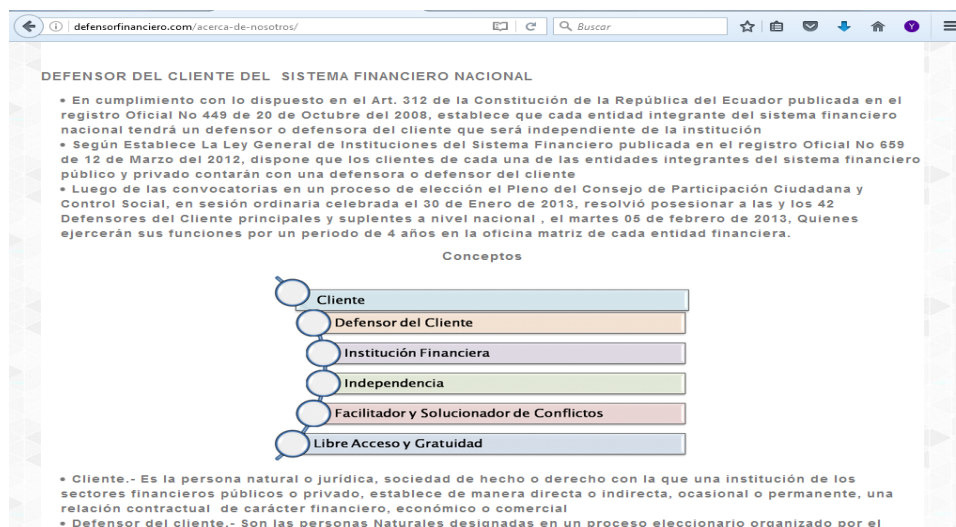 defensorfinanciero.com/acerca-de-nosotros/
Buscar
Y
DEFENSOR DEL CLIENTE DEL SISTEMA FINANCIERO NACIONAL
• En cumplimiento con lo dispuesto en el Art. 312 de la Constitución de la República del Ecuador publicada en el
registro Oficial No 449 de 20 de Octubre del 2008, establece que cada entidad integrante del sistema financiero
nacional tendrá un defensor o defensora del cliente que será independiente de la institución
• Según Establece La Ley General de Instituciones del Sistema Financiero publicada en el registro Oficial No 659
de 12 de Marzo del 2012, dispone que los clientes de cada una de las entidades integrantes del sistema financiero
público y privado contarán con una defensora o defensor del cliente
• Luego de las convocatorias en un proceso de elección el Pleno del Consejo de Participación Ciudadana y
Control Social, en sesión ordinaria celebrada el 30 de Enero de 2013, resolvió posesionar a las y los 42
Defensores del Cliente principales y suplentes a nivel nacional , el martes 05 de febrero de 2013, Quienes
ejercerán sus funciones por un periodo de 4 años en la oficina matriz de cada entidad financiera.
Conceptos
Cliente
Defensor del Cliente
Institución Financiera
Independencia
Facilitador y Solucionador de Conflictos
Libre Acceso y Gratuidad
• Cliente.- Es la persona natural o jurídica, sociedad de hecho o derecho con la que una institución de los
sectores financieros públicos o privado, establece de manera directa o indirecta, ocasional o permanente, una
relación contractual de carácter financiero, económico o comercial
• Defensor del cliente.- Son las personas Naturales designadas en un proceso eleccionario organizado por el